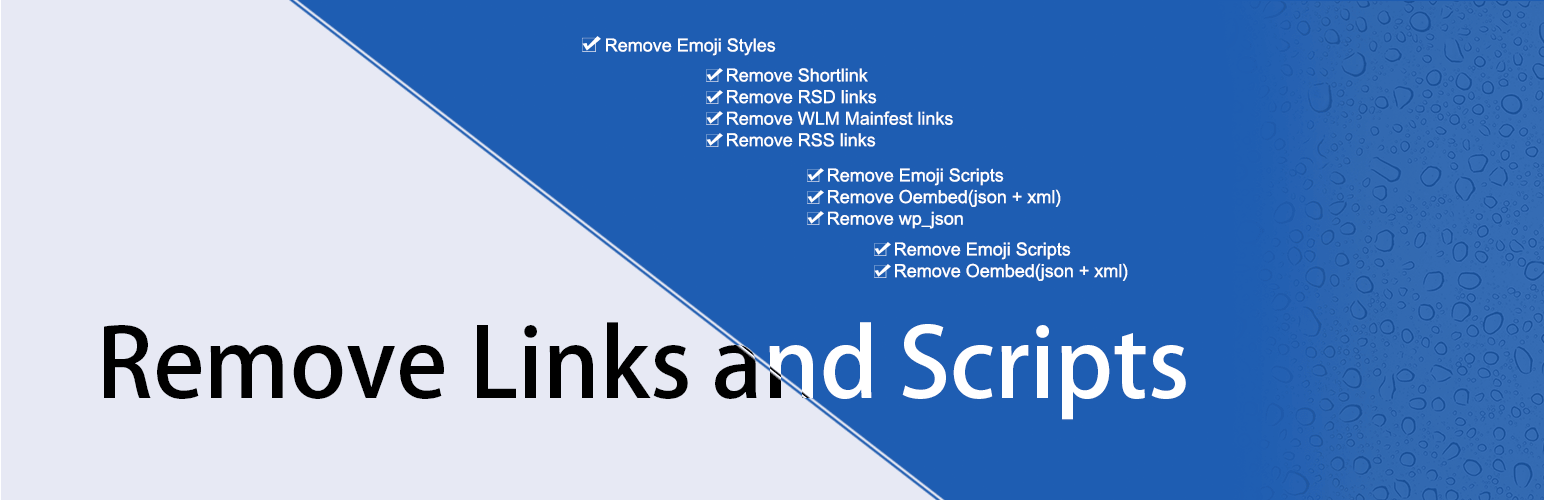 Remove Emoji Styles
Remove Shortlink
Remove RSD links
Remove WLM Mainfest links
Remove RSS links
Remove Emoji Scripts
Remove Oembed(json + xml)
Remove wp_json
Remove Emoji Scripts
Remove Oembed(json + xml)
Remove Links and Scripts